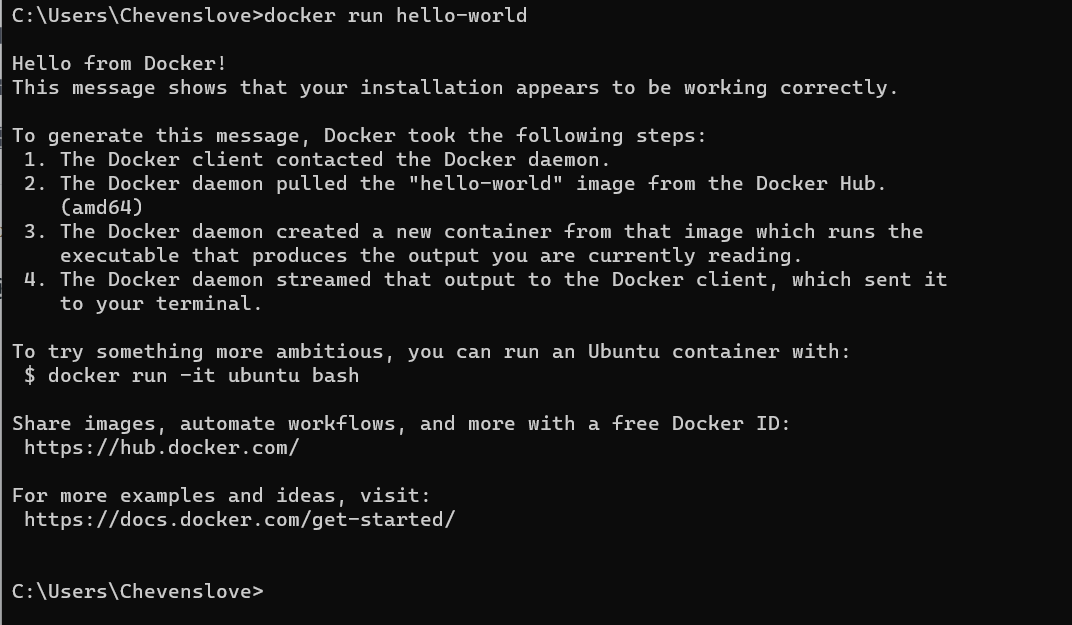 C:\Users\Chevenslove>docker run hello-world
Hello from Docker!
This message shows that your installation appears to be working correctly.
To generate this message, Docker took the following steps:
1. The Docker client contacted the Docker daemon.
2. The Docker daemon pulled the "hello-world" image from the Docker Hub.
(amd64)
3. The Docker daemon created a new container from that image which runs the
executable that produces the output you are currently reading.
4. The Docker daemon streamed that output to the Docker client, which sent it
to your terminal.
To try something more ambitious, you can run an Ubuntu container with:
$ docker run -it ubuntu bash
Share images, automate workflows, and more with a free Docker ID:
https://hub.docker.com/
For more examples and ideas, visit:
https://docs.docker.com/get-started/
C:\Users\Chevenslove>